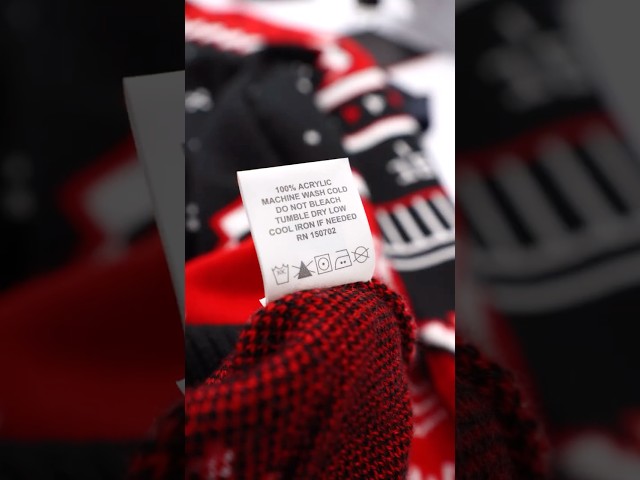 100% ACRYLIC
MACHINE WASH COLD
DO NOT BLEACH
TUMBLE DRY LOW
COOL IRON IF NEEDED
RN 150702